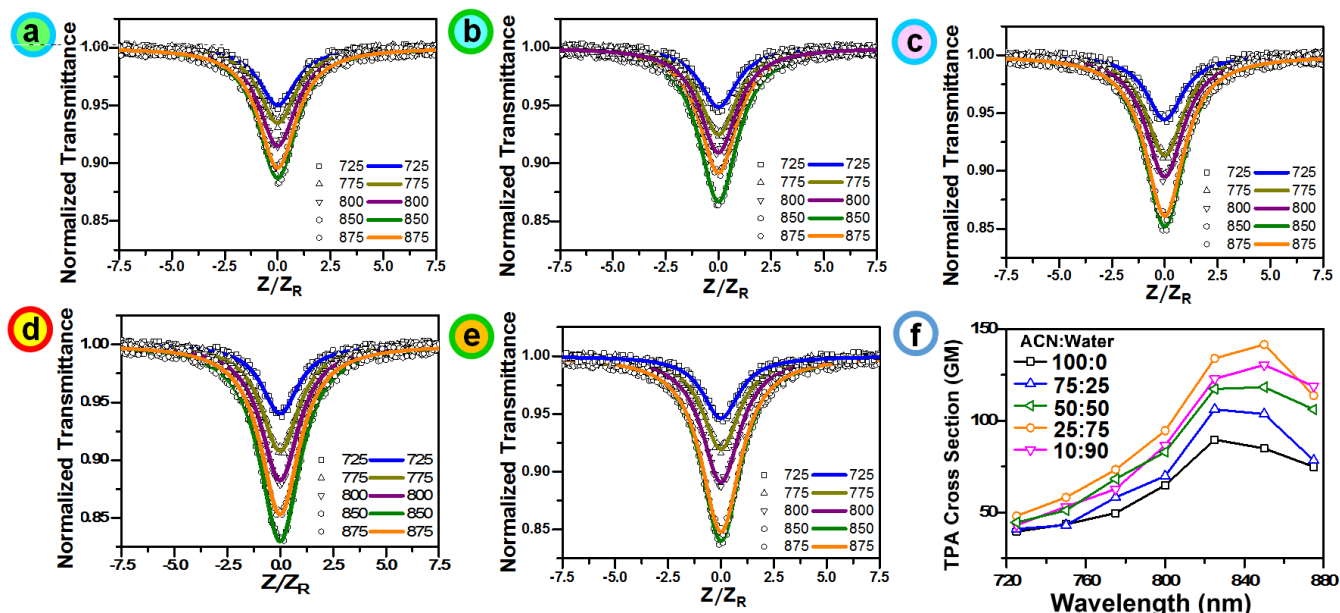 a
Normalized Transmittance
1.00
0.95
0.90
0.85
725 725
775 775
800 800
850 850
875 875
-7.5 -5.0 -2.5 0.0 2.5 5.0 7.5
Z/ZR
b
Normalized Transmittance
1.00
0.95
0.90
0.85
725 725
775 775
800 800
850 850
875 875
-7.5 -5.0 -2.5 0.0 2.5 5.0 7.5
Z/ZR
c
Normalized Transmittance
1.00
0.95
0.90
0.85
725 725
775 775
800 800
850 850
875 875
-7.5 -5.0 -2.5 0.0 2.5 5.0 7.5
Z/ZR
d
Normalized Transmittance
1.00
0.95
0.90
0.85
725 725
775 775
800 800
850 850
875 875
-7.5 -5.0 -2.5 0.0 2.5 5.0 7.5
Z/ZR
e
Normalized Transmittance
1.00
0.95
0.90
0.85
725 725
775 775
800 800
850 850
875 875
-7.5 -5.0 -2.5 0.0 2.5 5.0 7.5
Z/ZR
f
TPA Cross Section (GM)
150
100
50
ACN:Water
100:0
75:25
50:50
25:75
10:90
720 760 800 840 880
Wavelength (nm)